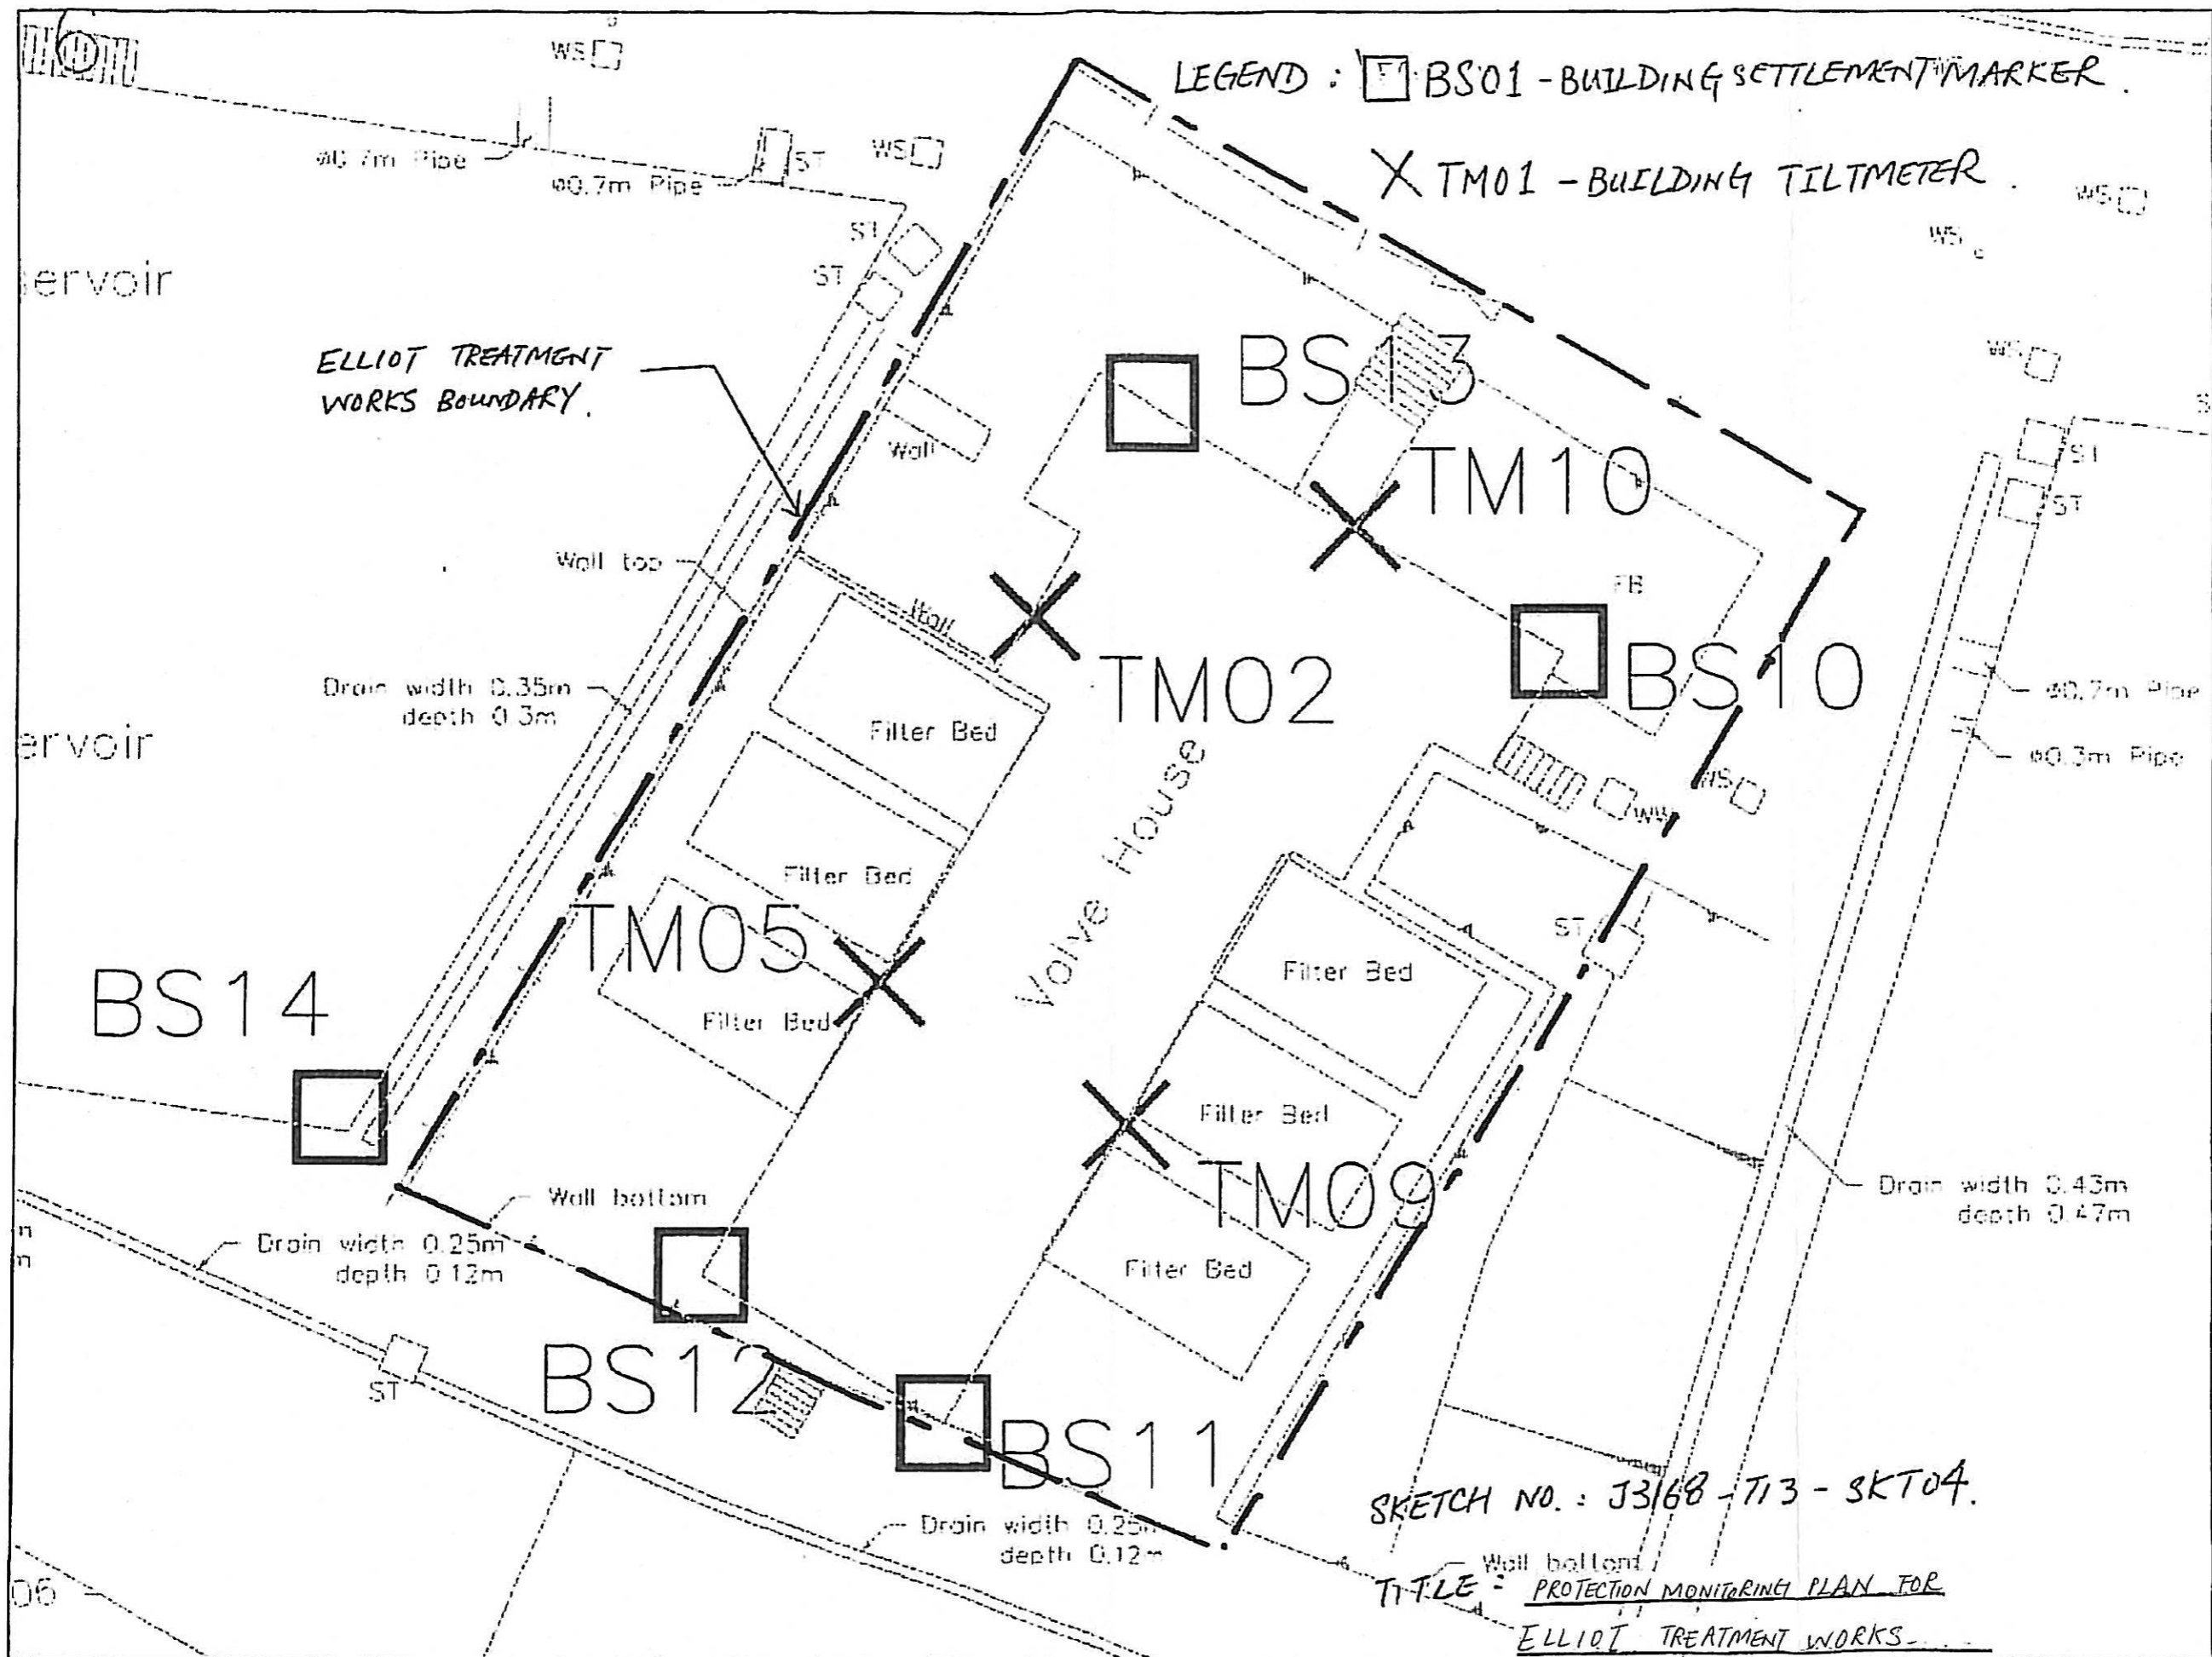 WS
LEGEND : BS01 - BUILDING SETTLEMENT MARKER.
ø0.7m Pipe
ST
WS
ø0.7m Pipe
X TM01 - BUILDING TILTMETER.
WS
ST
WS
ST
ervoir
ELLIOT TREATMENT
WORKS BOUNDARY.
BS13
WS
Wall
TM10
ST
ST
Wall top
FB
Wall
TM02
BS10
Drain width 0.35m
depth 0.3m
ø0.7m Pipe
Filter Bed
ervoir
ø0.3m Pipe
WS
WW
Valve House
Filter Bed
TM05
ST
Filter Bed
BS14
Filter Bed
Filter Bed
TM09
Wall bottom
Drain width 0.43m
depth 0.47m
Drain width 0.25m
depth 0.12m
Filter Bed
BS12
ST
BS11
SKETCH NO. : J3168-T13-SKT04.
Drain width 0.25m
depth 0.12m
Wall bottom
TITLE : PROTECTION MONITORING PLAN FOR
ELLIOT TREATMENT WORKS
06